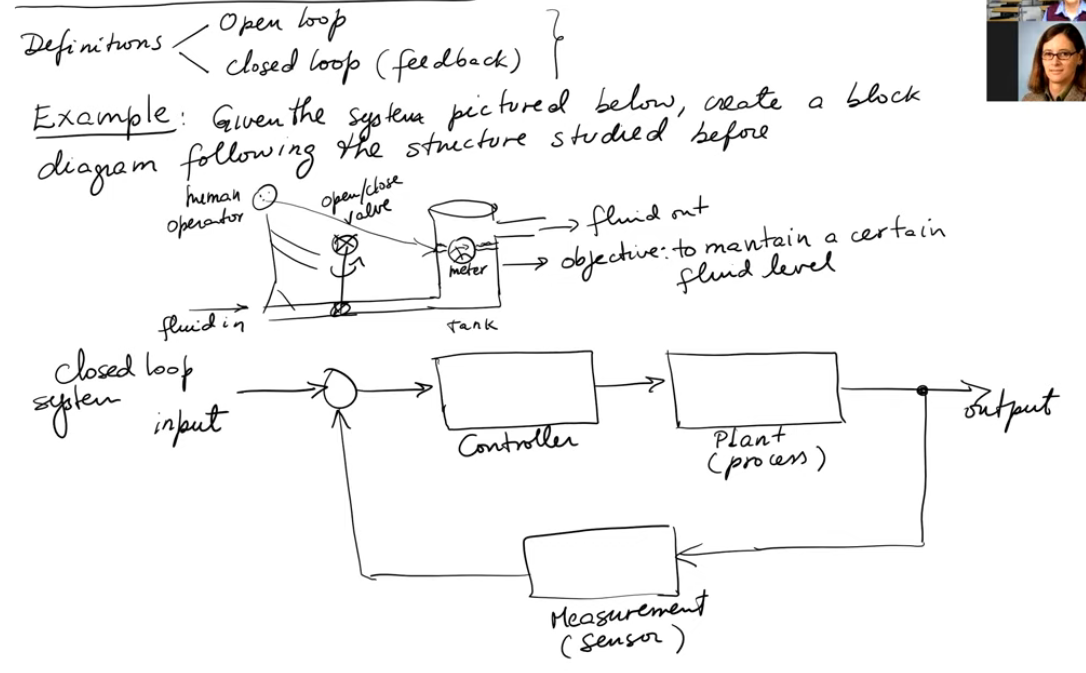 Definitions
Open loop
closed loop (feedback)
Example: Given the system pictured below, create a block
diagram following the structure studied before
human
operator
open/close
valve
meter
fluid out
objective: to mantain a certain
fluid level
fluid in
tank
closed loop
system
input
Controller
Plant
(process)
output
Measurement
(sensor)